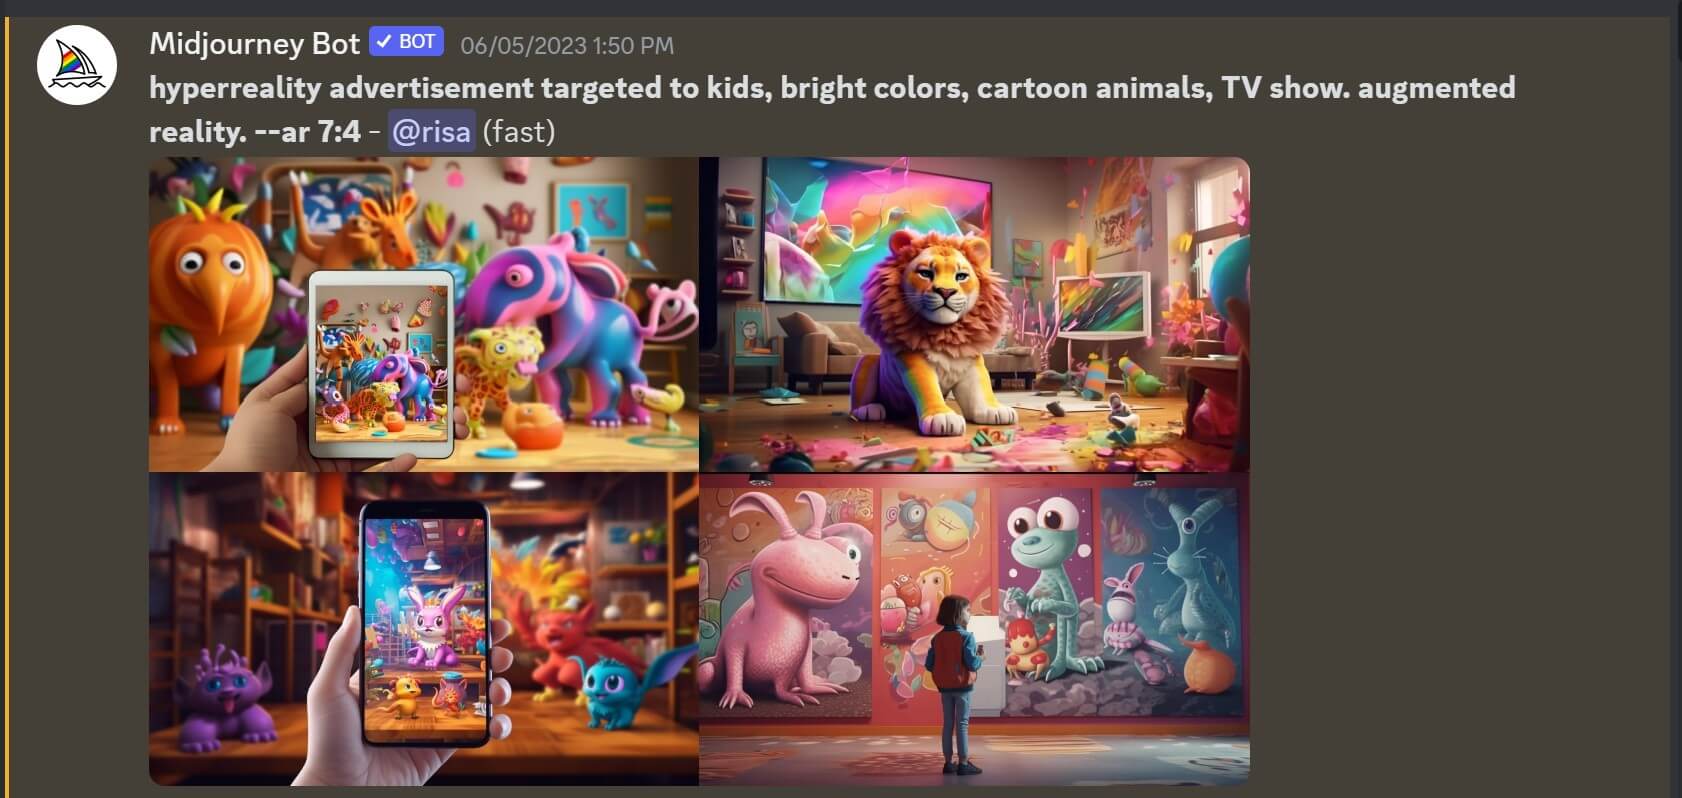 Midjourney Bot ✓ BOT 06/05/2023 1:50 PM
hyperreality advertisement targeted to kids, bright colors, cartoon animals, TV show. augmented
reality. --ar 7:4 - @risa (fast)